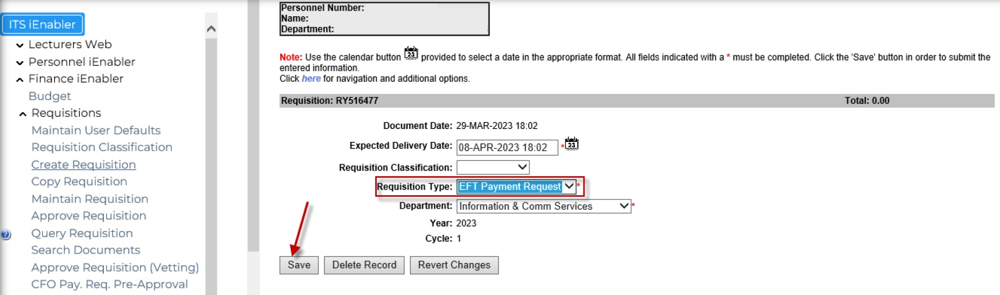 ITS iEnabler
Lecturers Web
Personnel iEnabler
Finance iEnabler
Budget
Requisitions
Maintain User Defaults
Requisition Classification
Create Requisition
Copy Requisition
Maintain Requisition
Approve Requisition
Query Requisition
Search Documents
Approve Requisition (Vetting)
CFO Pay. Req. Pre-Approval
Personnel Number:
Name:
Department:
Note: Use the calendar button 23 provided to select a date in the appropriate format. All fields indicated with a * must be completed. Click the 'Save' button in order to submit the
entered information.
Click here for navigation and additional options.
Requisition: RY516477 Total: 0.00
Document Date: 29-MAR-2023 18:02
Expected Delivery Date: 08-APR-2023 18:02 * 23
Requisition Classification:
Requisition Type: EFT Payment Request *
Department: Information & Comm Services *
Year: 2023
Cycle: 1
Save Delete Record Revert Changes